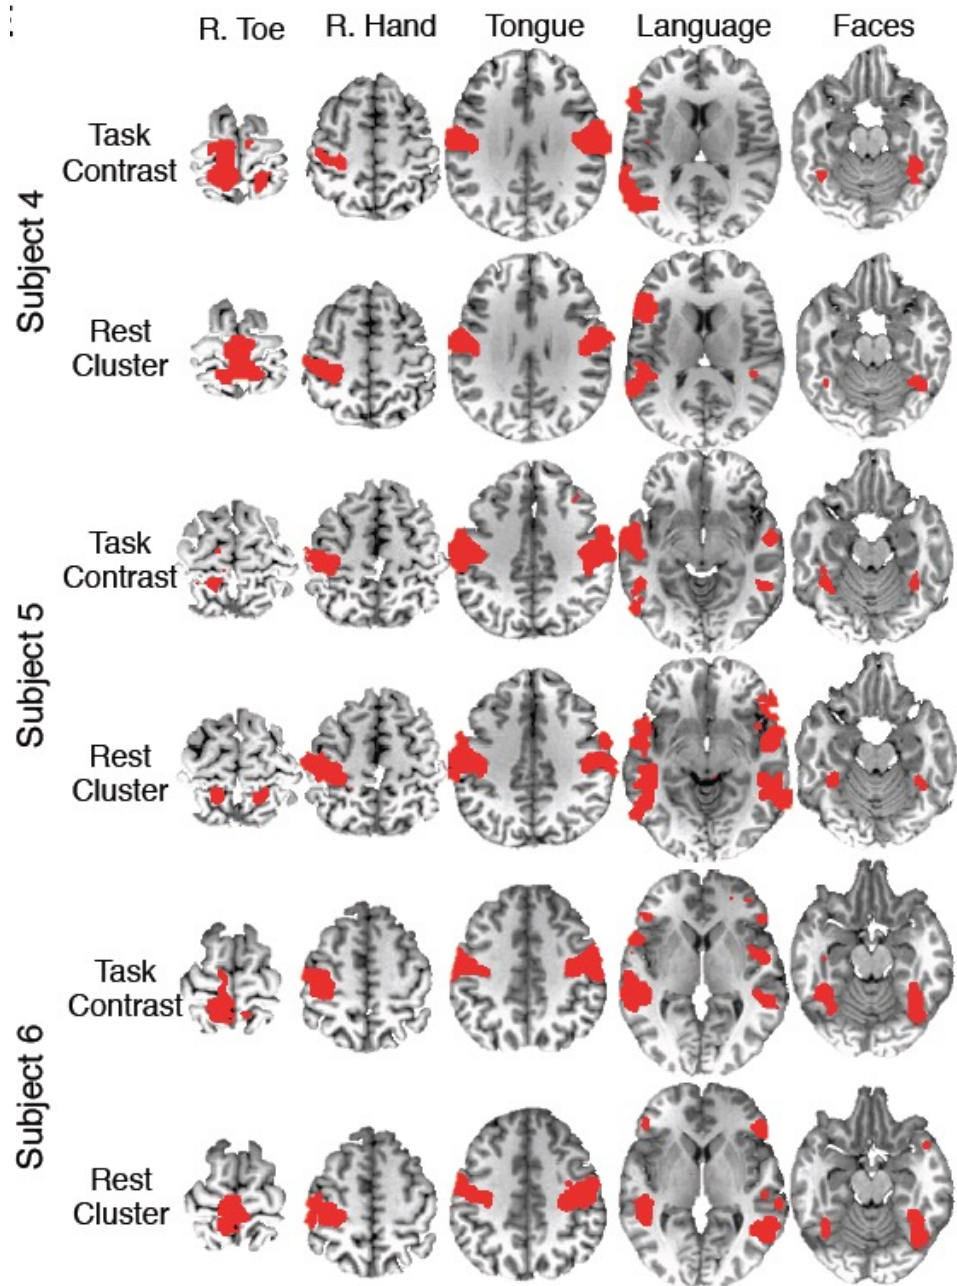 R. Toe R. Hand Tongue Language Faces
Subject 4
Task
Contrast
Rest
Cluster
Subject 5
Task
Contrast
Rest
Cluster
Subject 6
Task
Contrast
Rest
Cluster